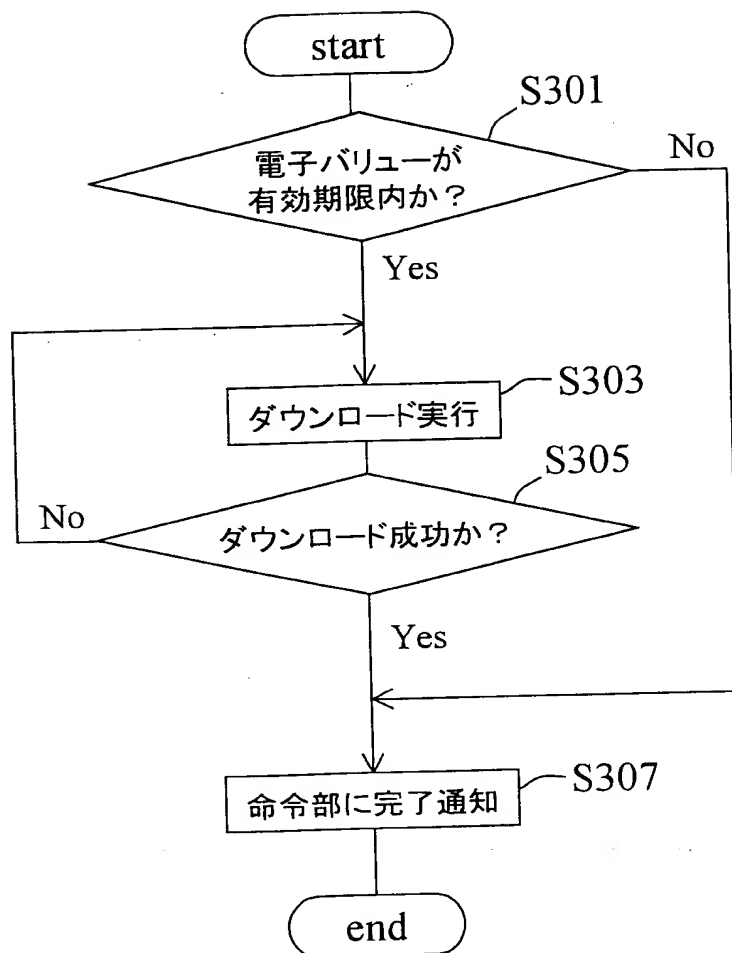 start
S301
電子バリューが
有効期限内か？
No
Yes
S303
ダウンロード実行
S305
ダウンロード成功か？
No
Yes
S307
命令部に完了通知
end